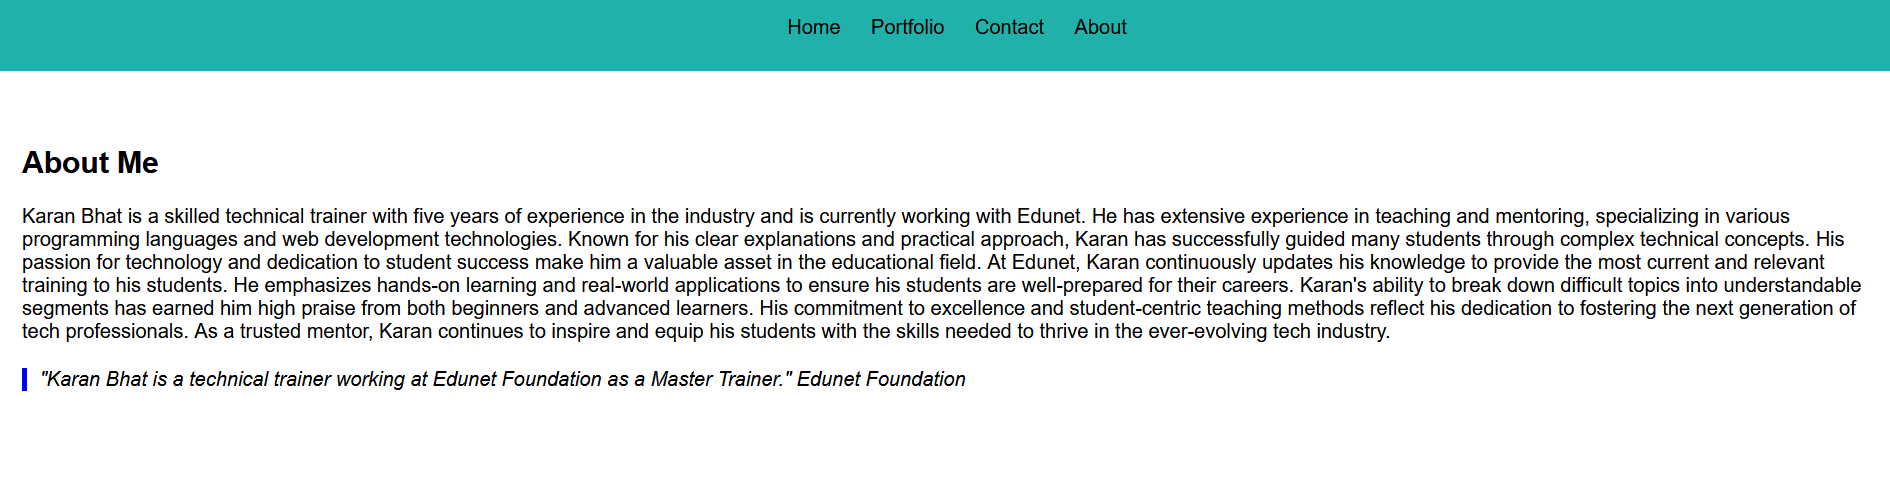 Home Portfolio Contact About
About Me
Karan Bhat is a skilled technical trainer with five years of experience in the industry and is currently working with Edunet. He has extensive experience in teaching and mentoring, specializing in various
programming languages and web development technologies. Known for his clear explanations and practical approach, Karan has successfully guided many students through complex technical concepts. His
passion for technology and dedication to student success make him a valuable asset in the educational field. At Edunet, Karan continuously updates his knowledge to provide the most current and relevant
training to his students. He emphasizes hands-on learning and real-world applications to ensure his students are well-prepared for their careers. Karan's ability to break down difficult topics into understandable
segments has earned him high praise from both beginners and advanced learners. His commitment to excellence and student-centric teaching methods reflect his dedication to fostering the next generation of
tech professionals. As a trusted mentor, Karan continues to inspire and equip his students with the skills needed to thrive in the ever-evolving tech industry.
"Karan Bhat is a technical trainer working at Edunet Foundation as a Master Trainer." Edunet Foundation